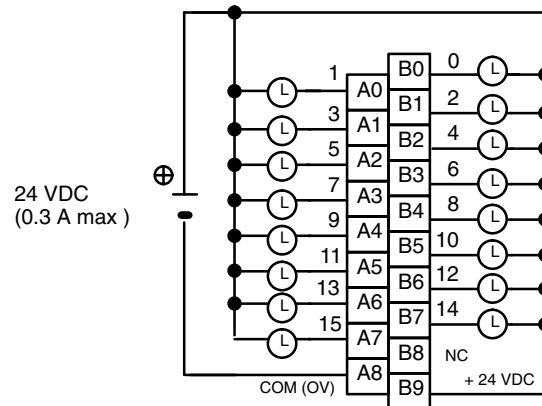 0
B0
L
1
L
A0
B1
2
L
3
L
A1
B2
4
L
5
L
A2
B3
6
L
7
L
A3
B4
8
L
9
L
A4
B5
10
L
11
L
A5
B6
12
L
13
L
A6
B7
14
L
15
L
A7
B8
NC
A8
COM (OV)
B9
+ 24 VDC
24 VDC
(0.3 A max )